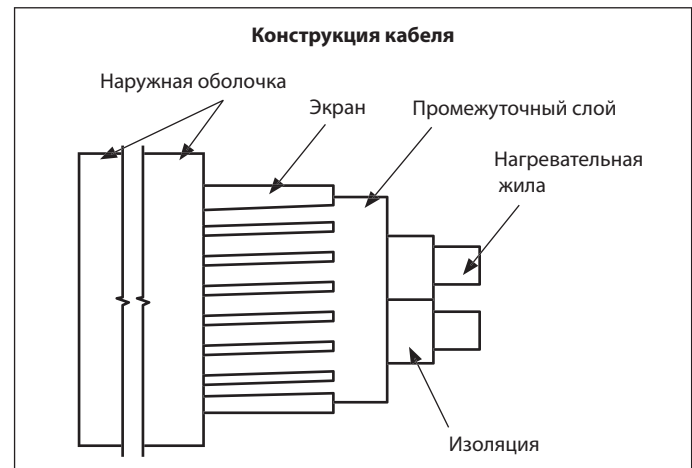 Конструкция кабеля
Наружная оболочка
Экран
Промежуточный слой
Нагревательная
жила
Изоляция